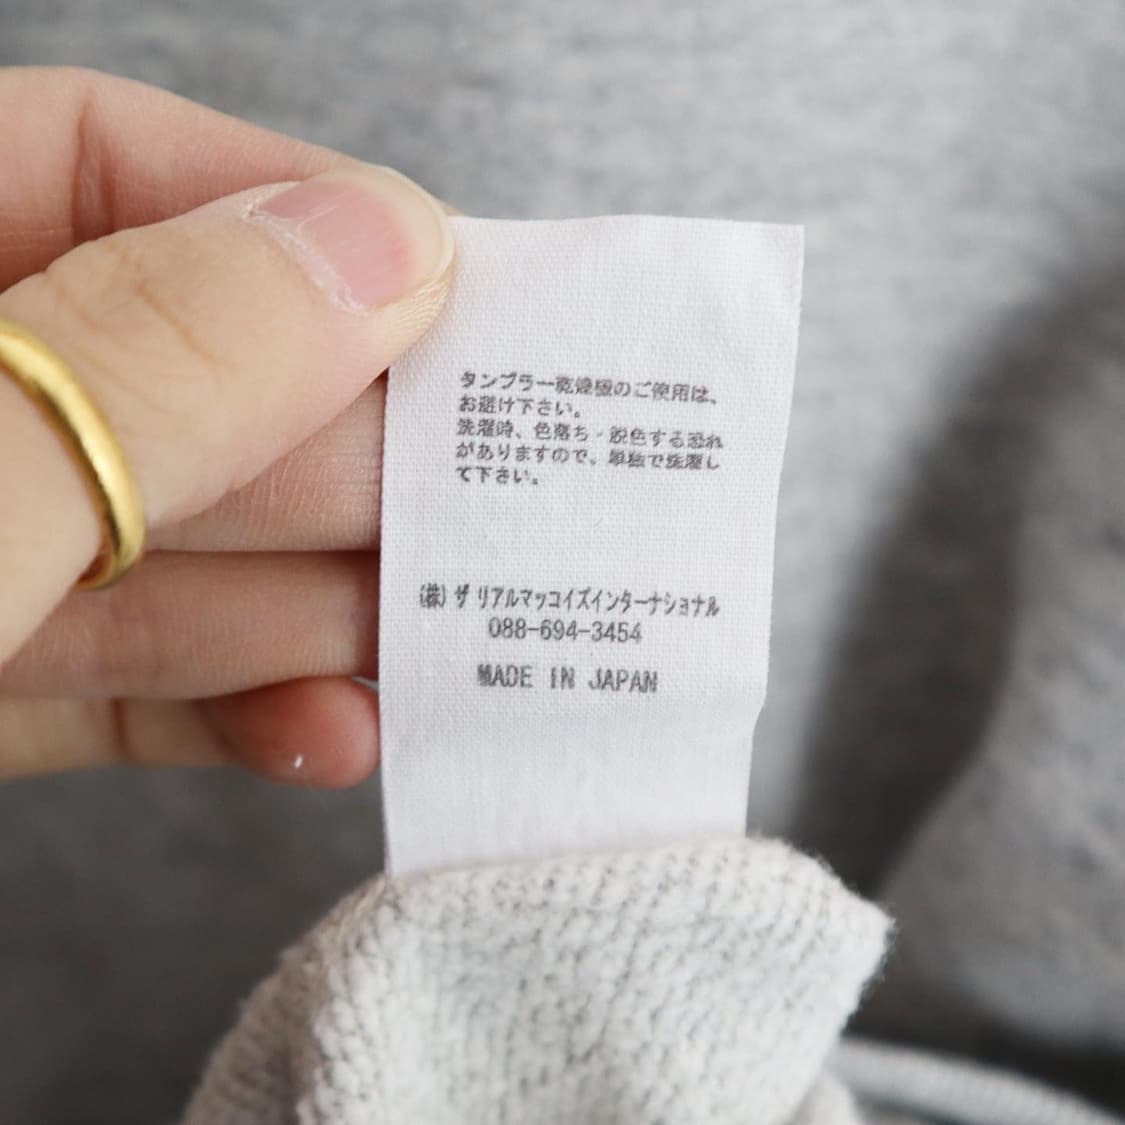 タンブラー乾燥機のご使用は、
お避け下さい。
洗濯時、色落ち・脱色する恐れ
がありますので、単独で洗濯し
て下さい。
(株) ザ リアルマッコイズインターナショナル
088-694-3454
MADE IN JAPAN